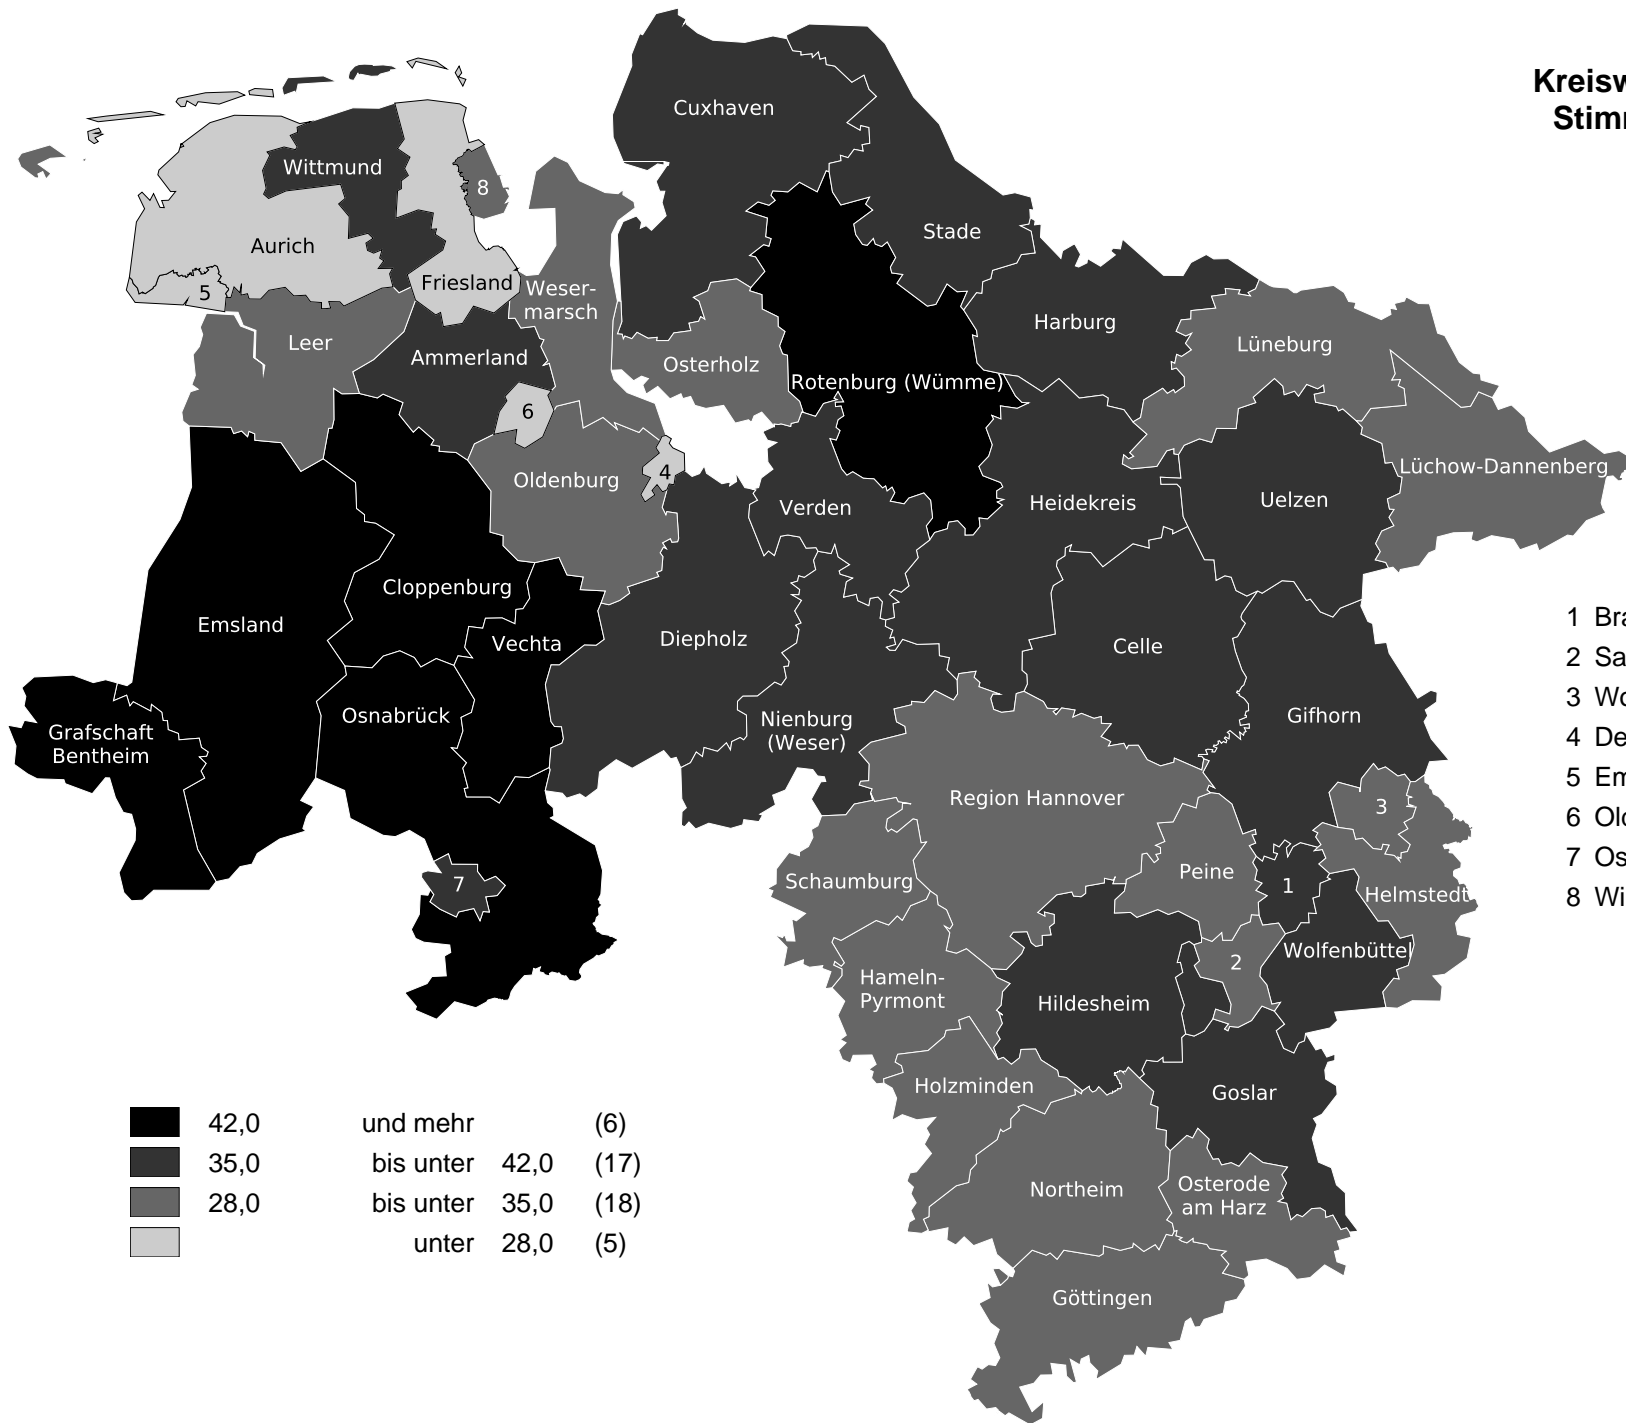 Kreisw
Stimm
Cuxhaven
Wittmund
8
Stade
Aurich
Friesland
5
Weser-
marsch
Harburg
Leer
Lüneburg
Ammerland
Osterholz
Rotenburg (Wümme)
6
4
Oldenburg
Lüchow-Dannenberg
Verden
Heidekreis
Uelzen
Cloppenburg
Emsland
Vechta
Diepholz
Celle
Osnabrück
Grafschaft
Bentheim
Nienburg
(Weser)
Gifhorn
Region Hannover
3
7
Schaumburg
Peine
1
Helmstedt
Wolfenbüttel
2
Hameln-
Pyrmont
Hildesheim
Holzminden
Goslar
Northeim
Osterode
am Harz
Göttingen
1 Bra
2 Sa
3 Wo
4 De
5 Em
6 Old
7 Os
8 Wi
42,0 und mehr (6)
35,0 bis unter 42,0 (17)
28,0 bis unter 35,0 (18)
unter 28,0 (5)